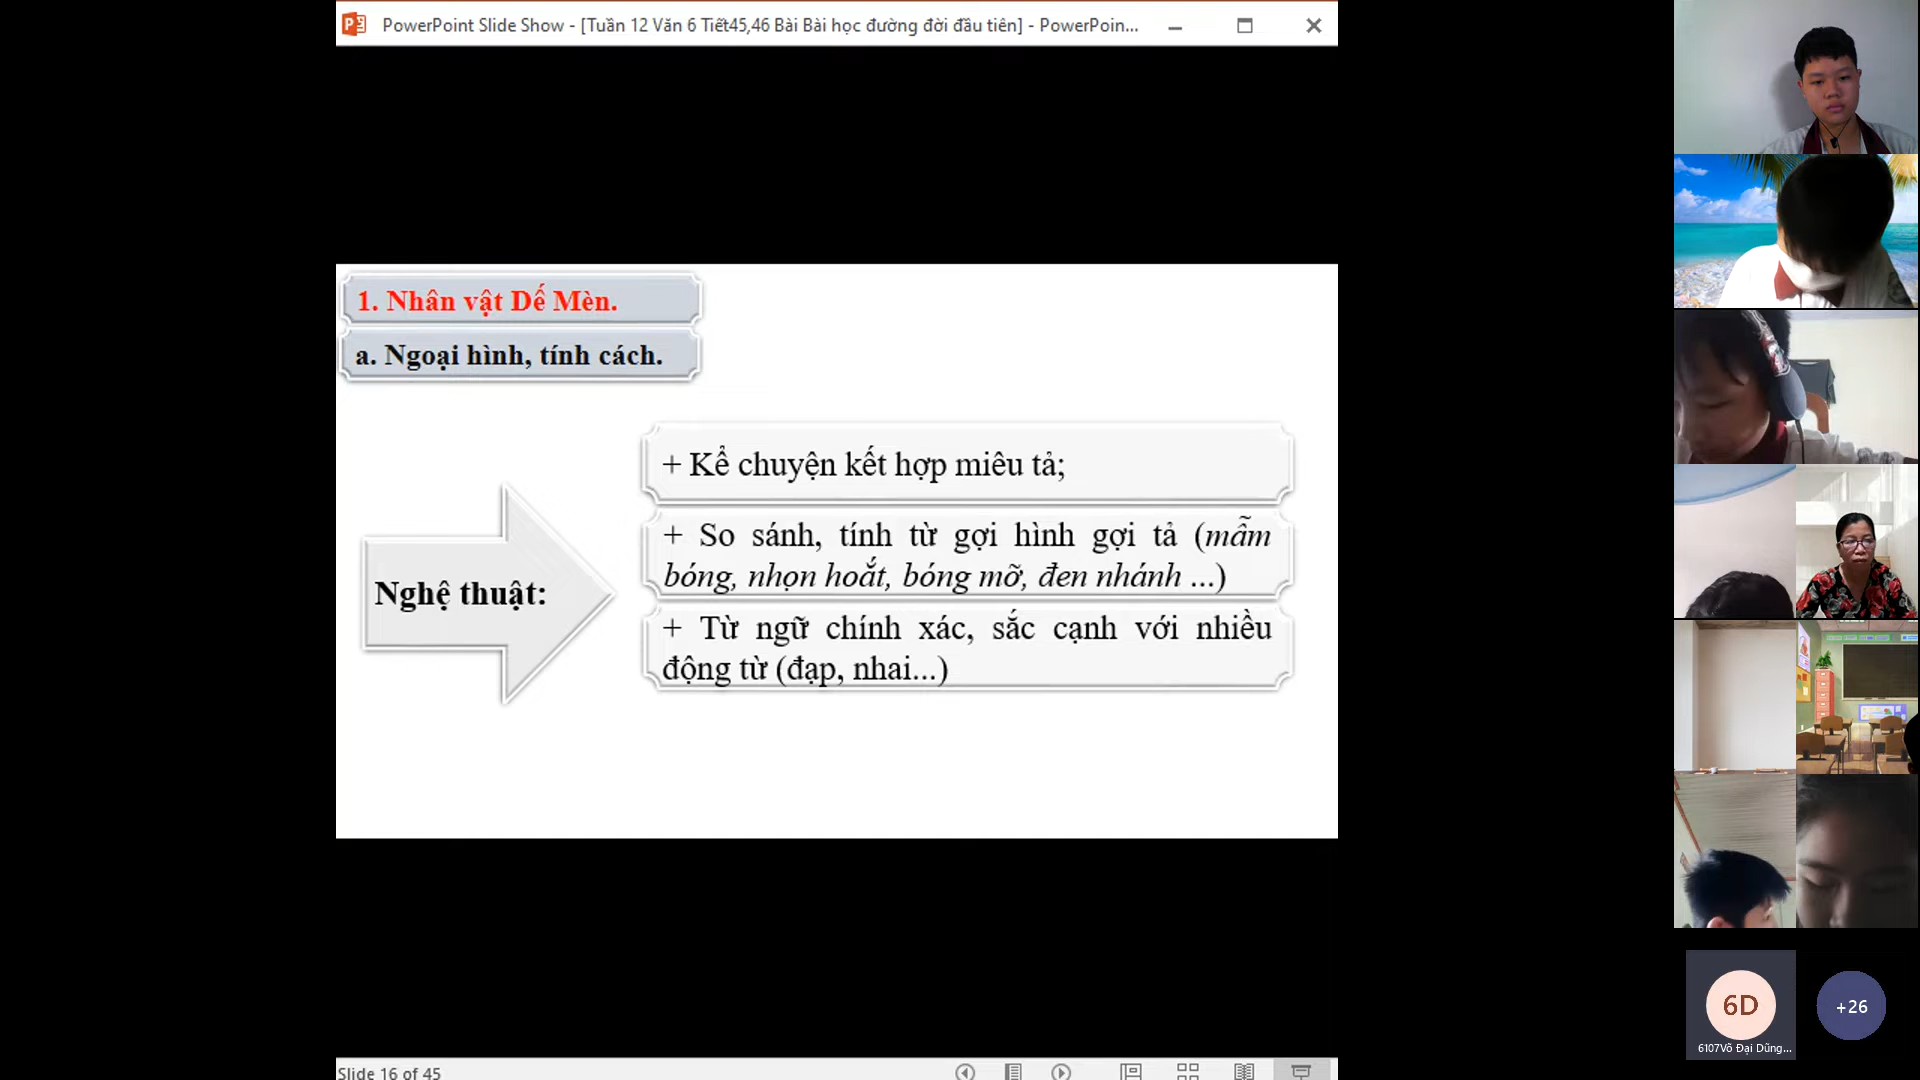 PowerPoint Slide Show - [Tuần 12 Văn 6 Tiết45,46 Bài Bài học đường đời đầu tiên] - PowerPoin...
1. Nhân vật Dế Mèn.
a. Ngoại hình, tính cách.
Nghệ thuật:
+ Kể chuyện kết hợp miêu tả;
+ So sánh, tính từ gợi hình gợi tả (mẫm
bóng, nhọn hoắt, bóng mỡ, đen nhánh ...)
+ Từ ngữ chính xác, sắc cạnh với nhiều
động từ (đạp, nhai...)
6D
+26
6107Võ Đại Dũng...
Slide 16 of 45